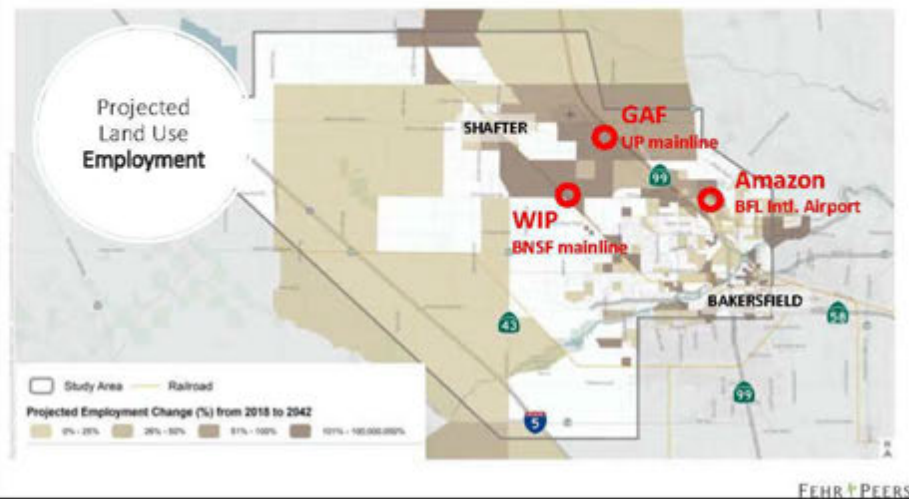 Projected
Land Use
Employment
SHAFTER
GAF
UP mainline
99
Amazon
BFL Intl. Airport
WIP
BNSF mainline
BAKERSFIELD
43
58
99
5
Study Area
Railroad
Projected Employment Change (%) from 2018 to 2042
0% - 25%
26% - 50%
51% - 100%
101% - 100,000,000%
FEHR PEERS